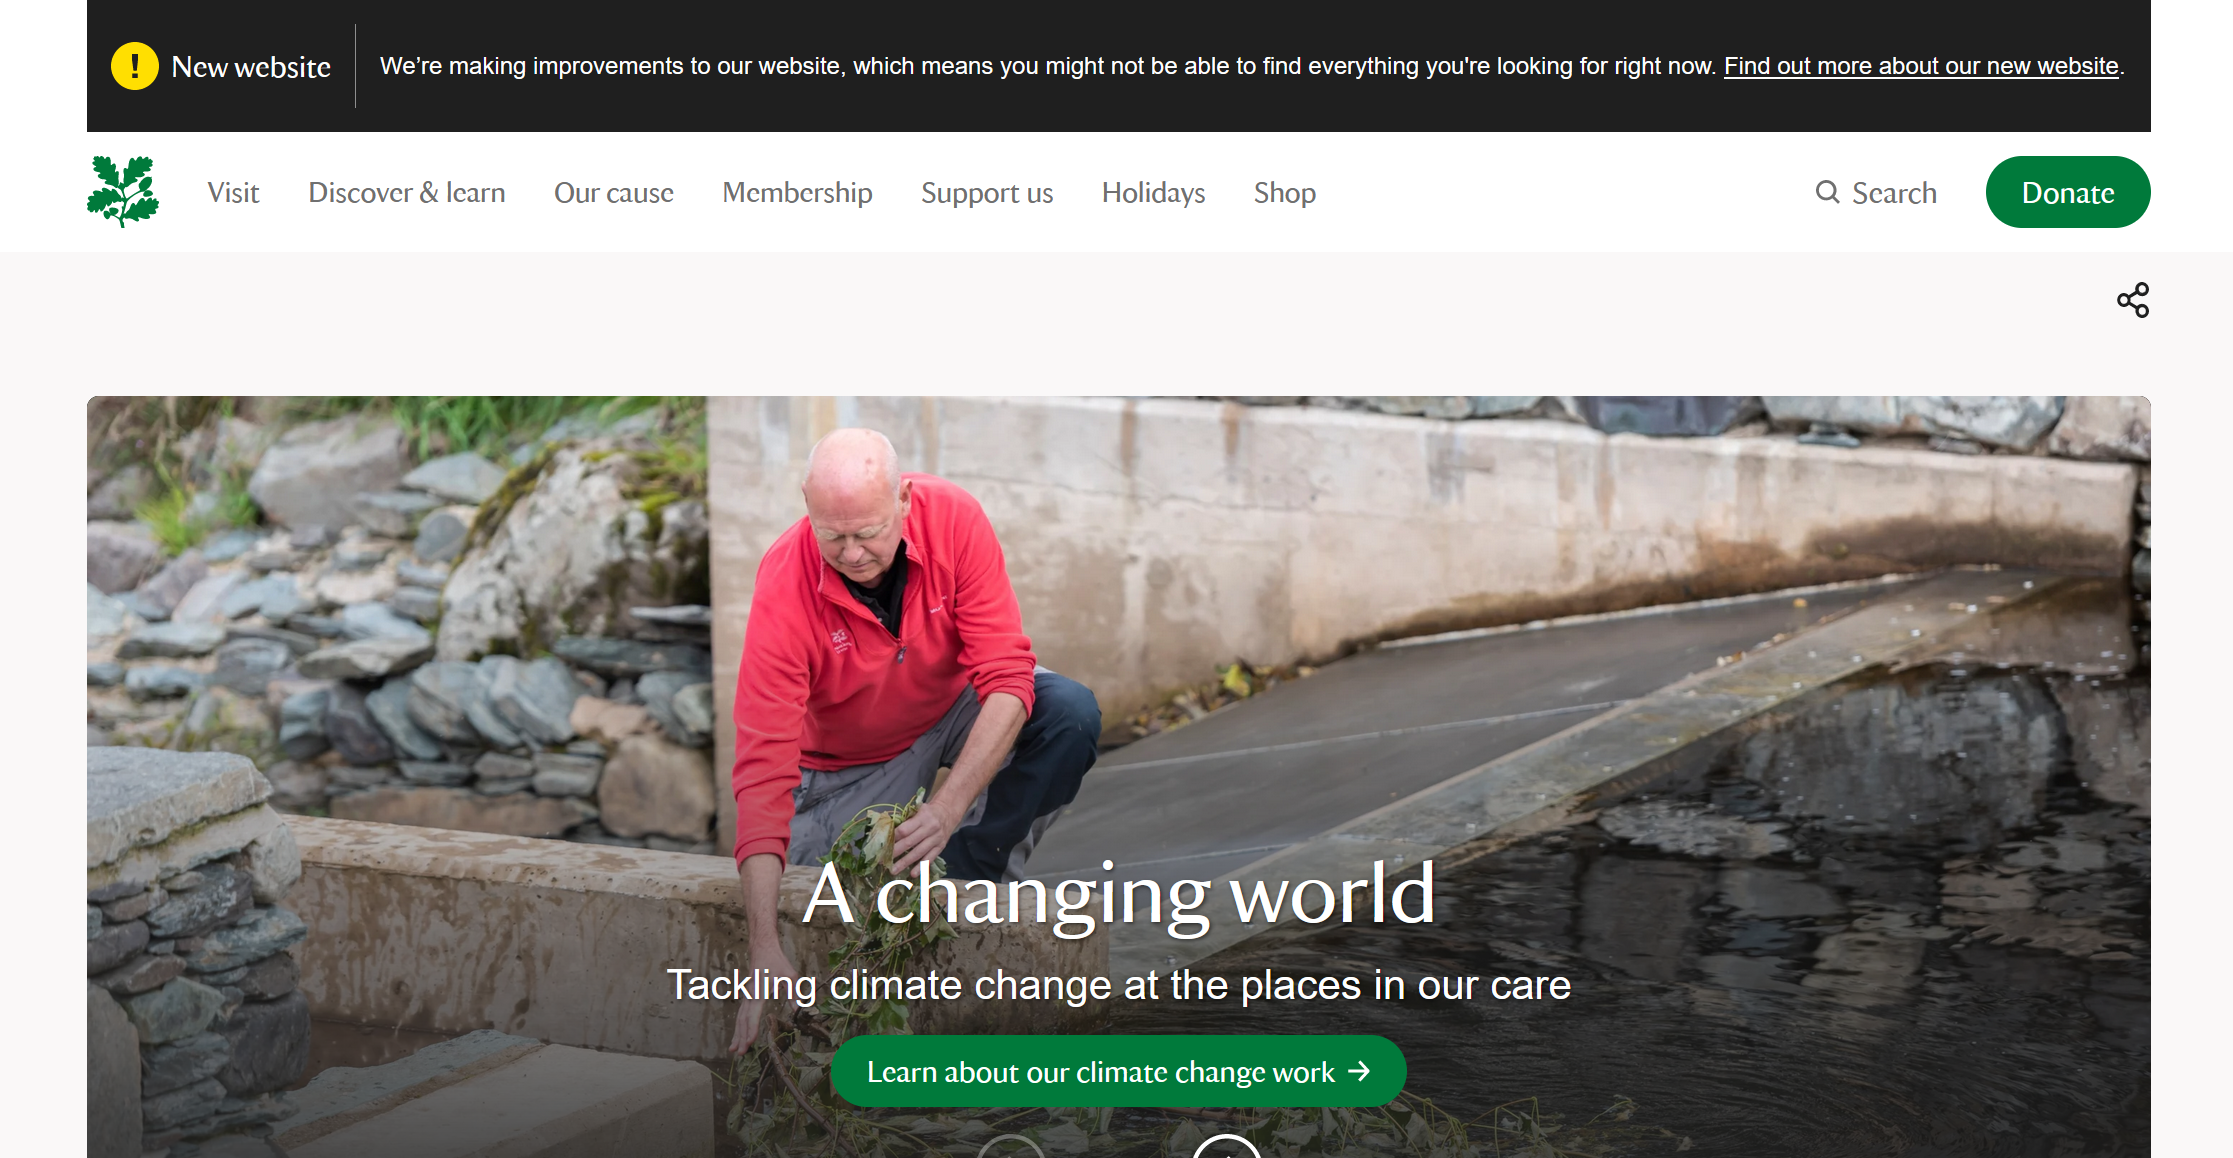 New website
We’re making improvements to our website, which means you might not be able to find everything you're looking for right now. Find out more about our new website.
Visit
Discover & learn
Our cause
Membership
Support us
Holidays
Shop
Search
Donate
A changing world
Tackling climate change at the places in our care
Learn about our climate change work →